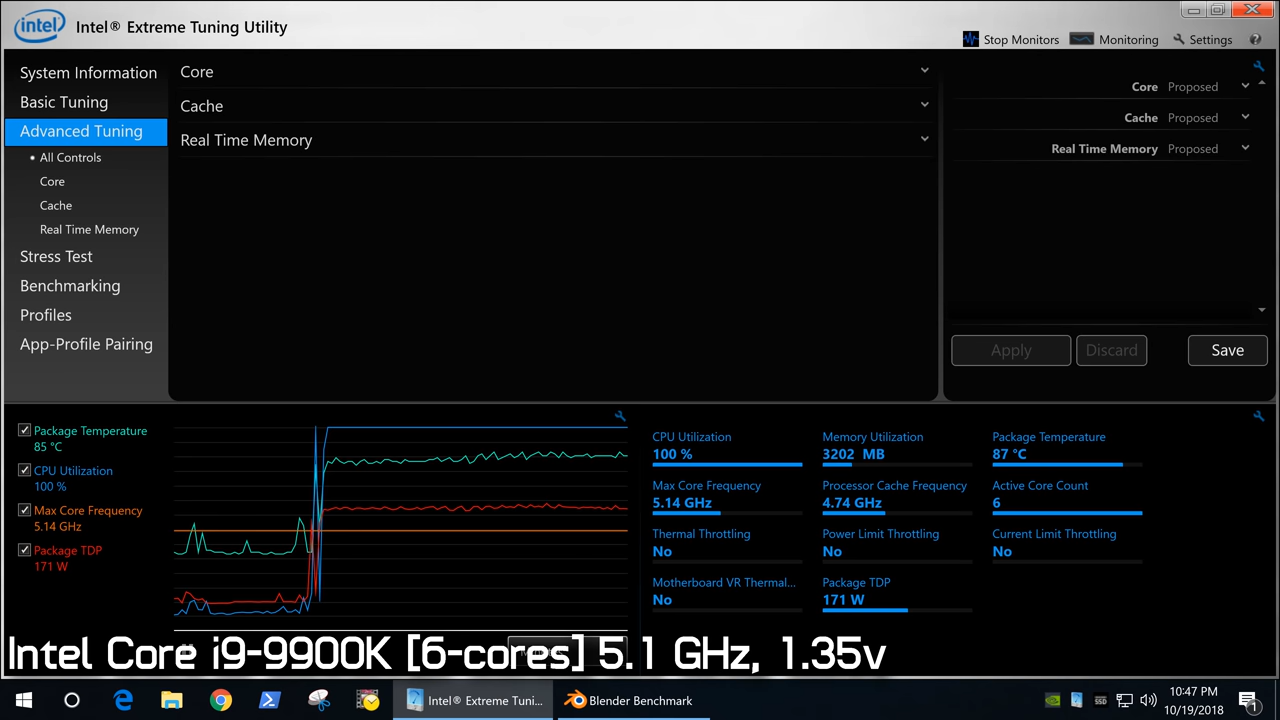 intel
Intel® Extreme Tuning Utility
Stop Monitors
Monitoring
Settings
?
System Information
Basic Tuning
Advanced Tuning
All Controls
Core
Cache
Real Time Memory
Stress Test
Benchmarking
Profiles
App-Profile Pairing
Core
Cache
Real Time Memory
Core Proposed
Cache Proposed
Real Time Memory Proposed
Apply
Discard
Save
Package Temperature
85 °C
CPU Utilization
100 %
Max Core Frequency
5.14 GHz
Package TDP
171 W
CPU Utilization
100 %
Memory Utilization
3202 MB
Package Temperature
87 °C
Max Core Frequency
5.14 GHz
Processor Cache Frequency
4.74 GHz
Active Core Count
6
Thermal Throttling
No
Power Limit Throttling
No
Current Limit Throttling
No
Motherboard VR Thermal...
No
Package TDP
171 W
Intel Core i9-9900K [6-cores] 5.1 GHz, 1.35v
Intel® Extreme Tuni...
Blender Benchmark
SSD
10:47 PM
10/19/2018
1